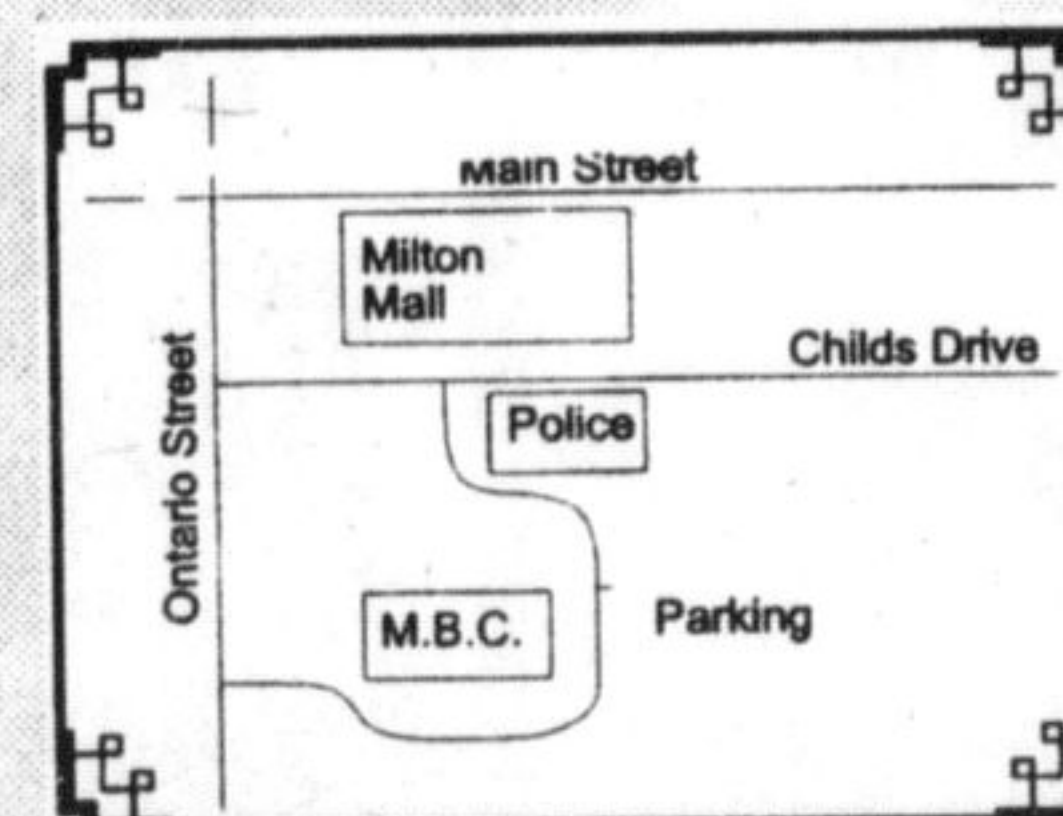 Main Street
Milton
Mall
Childs Drive
Ontario Street
Police
M.B.C.
Parking